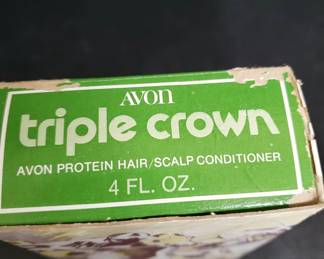 AVON
triple crown
AVON PROTEIN HAIR/SCALP CONDITIONER
4 FL. OZ.